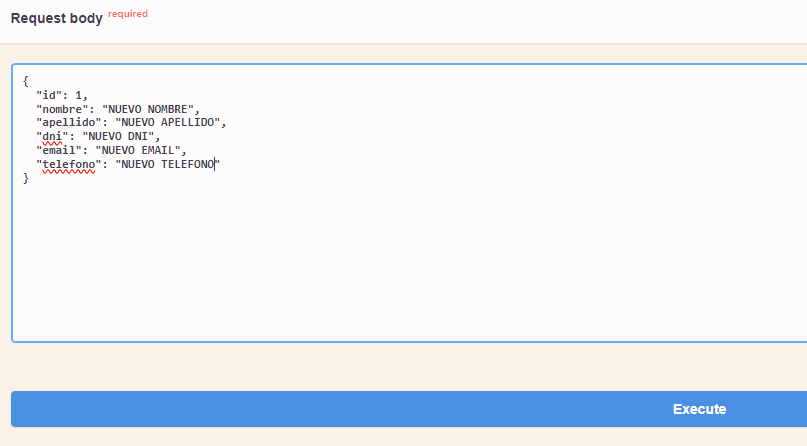 Request body required
{
  "id": 1,
  "nombre": "NUEVO NOMBRE",
  "apellido": "NUEVO APELLIDO",
  "dni": "NUEVO DNI",
  "email": "NUEVO EMAIL",
  "telefono": "NUEVO TELEFONO"
}
Execute